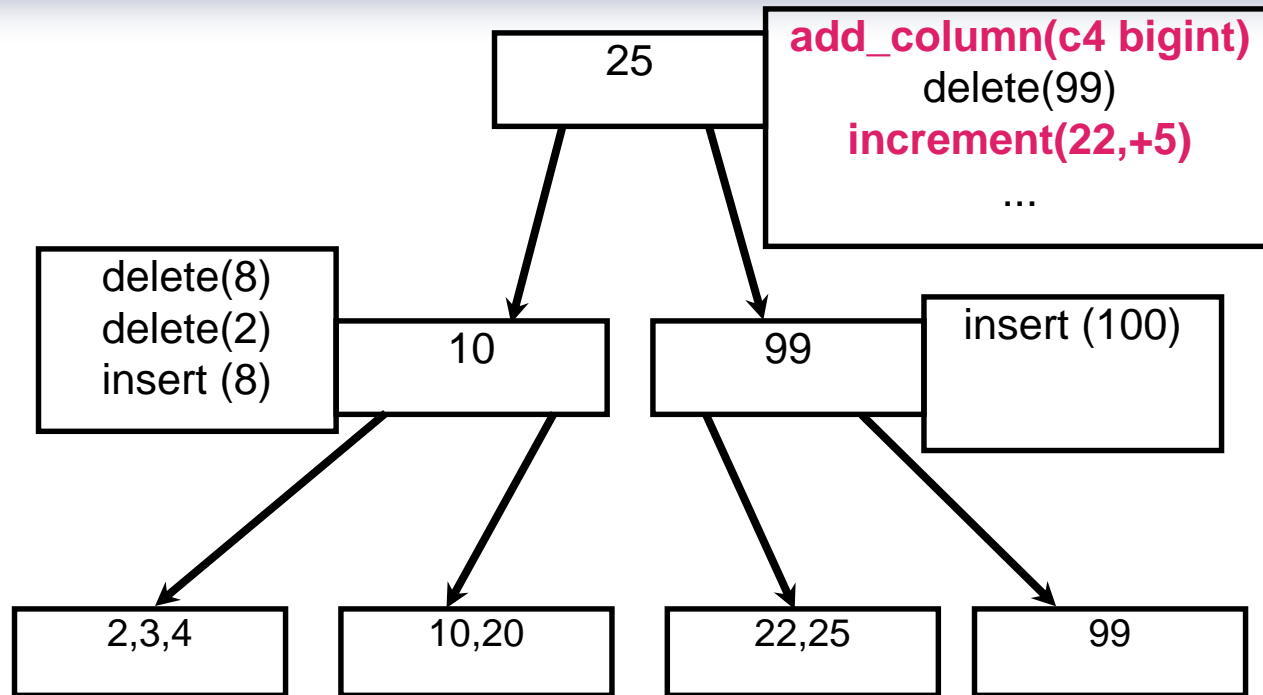 25
add_column(c4 bigint)
delete(99)
increment(22,+5)
...
delete(8)
delete(2)
insert (8)
10
99
insert (100)
2,3,4
10,20
22,25
99